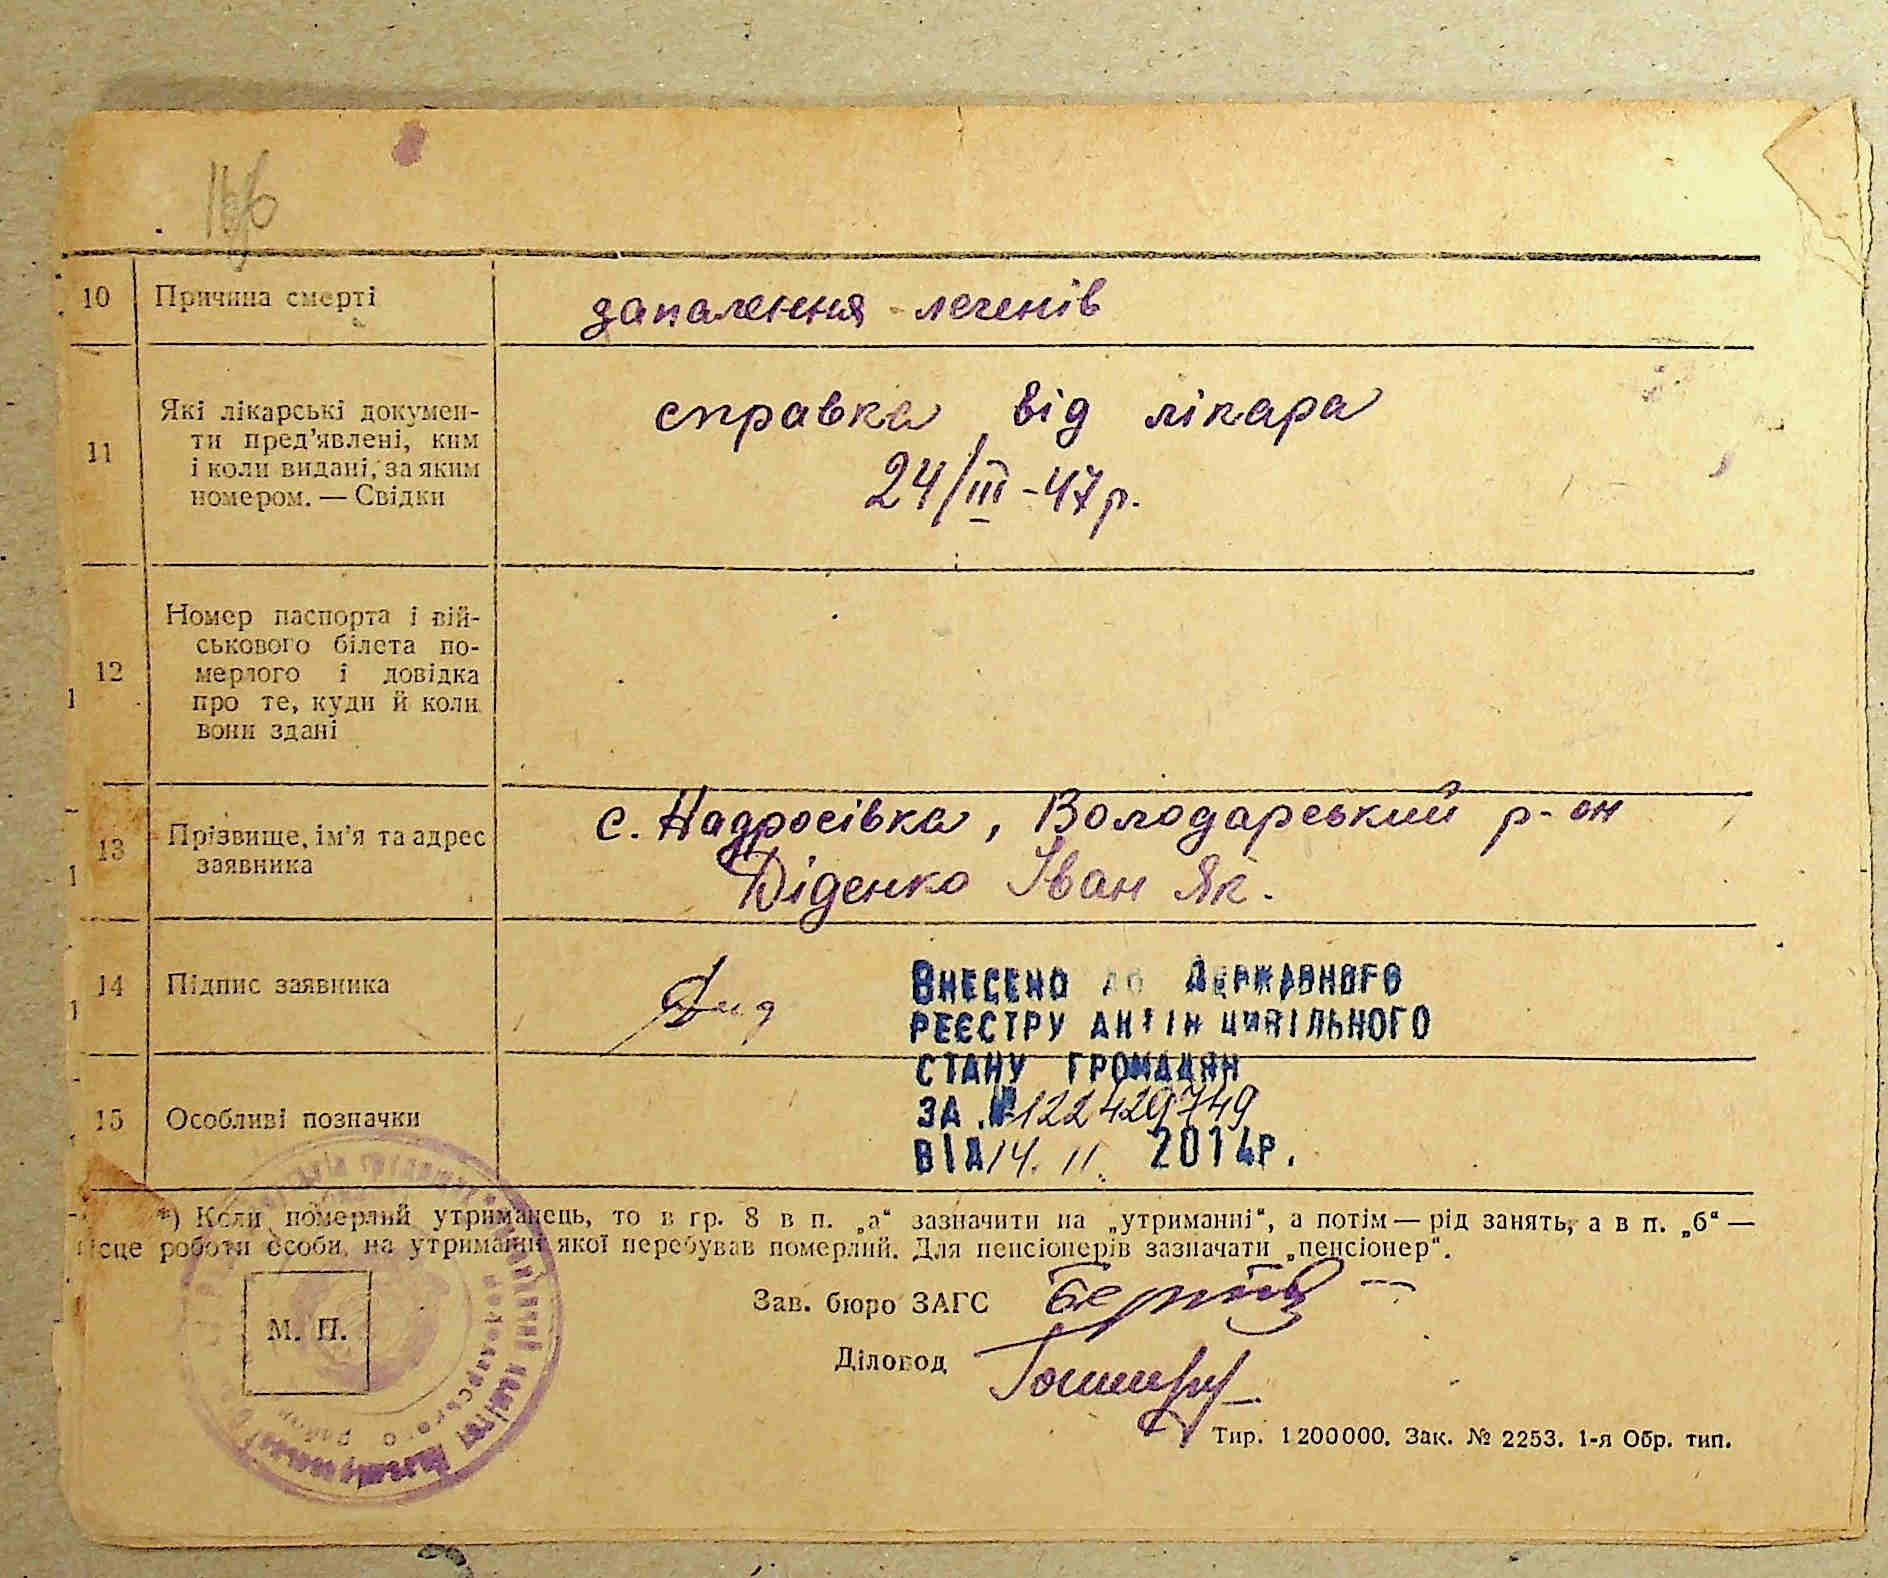 10 Причина смерті
запалення легенів
11 Які лікарські докумен-
ти пред'явлені, ким
і коли видані, за яким
номером. — Свідки
справка від лікара
24/III-47р.
12 Номер паспорта і вій-
ськового білета по-
мерлого і довідка
про те, куди й коли
вони здані
13 Прізвище, ім'я та адрес
заявника
с. Надросівка, Володарський р-он
Діденко Іван Як.
14 Підпис заявника
Дид
15 Особливі позначки
ВНЕСЕНО ДО ДЕРЖАВНОГО
РЕЄСТРУ АКТІВ ЦИВІЛЬНОГО
СТАНУ ГРОМАДЯН
ЗА № 122429749
ВІД 14. 11. 2014р.
*) Коли померлий утриманець, то в гр. 8 в п. „а“ зазначити на „утриманні“, а потім — рід занять, а в п. „б“ —
місце роботи особи, на утриманні якої перебував померлий. Для пенсіонерів зазначати „пенсіонер“.
Зав. бюро ЗАГС
М. П.
Діловод
Тир. 1200000. Зак. № 2253. 1-я Обр. тип.